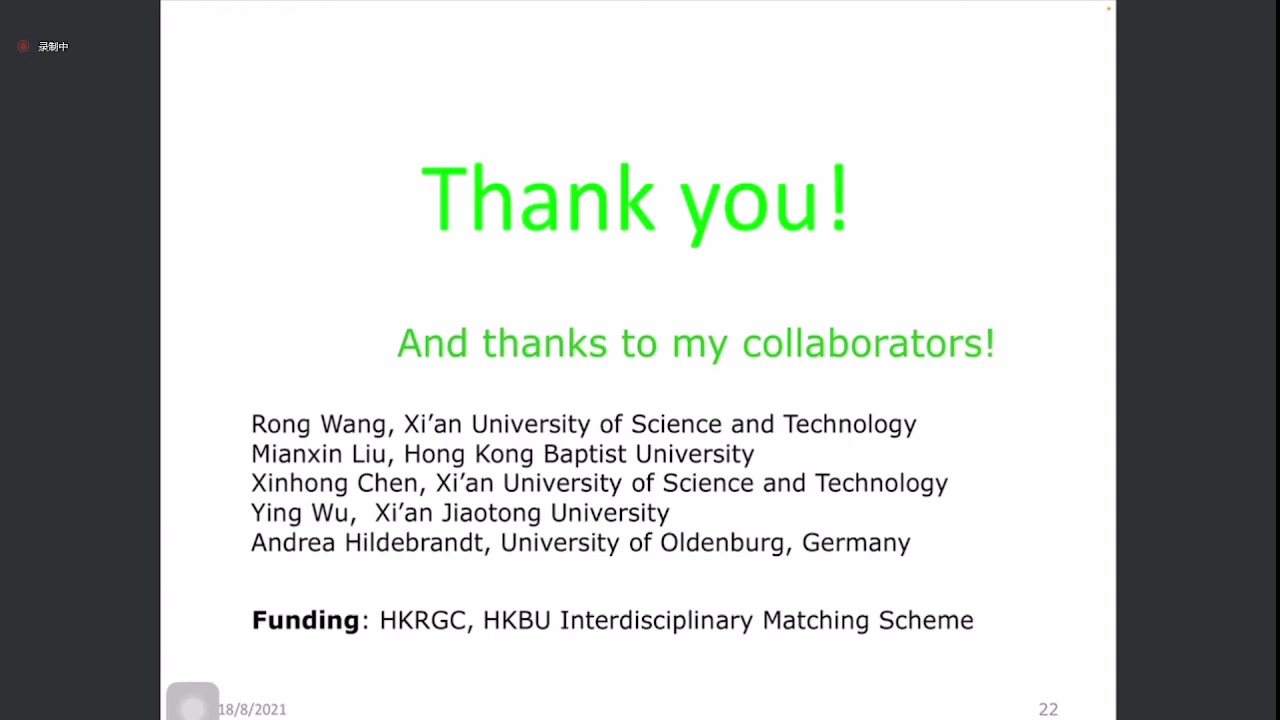 录制中
Thank you!
And thanks to my collaborators!
Rong Wang, Xi’an University of Science and Technology
Mianxin Liu, Hong Kong Baptist University
Xinhong Chen, Xi’an University of Science and Technology
Ying Wu,  Xi’an Jiaotong University
Andrea Hildebrandt, University of Oldenburg, Germany
Funding: HKRGC, HKBU Interdisciplinary Matching Scheme
18/8/2021
22